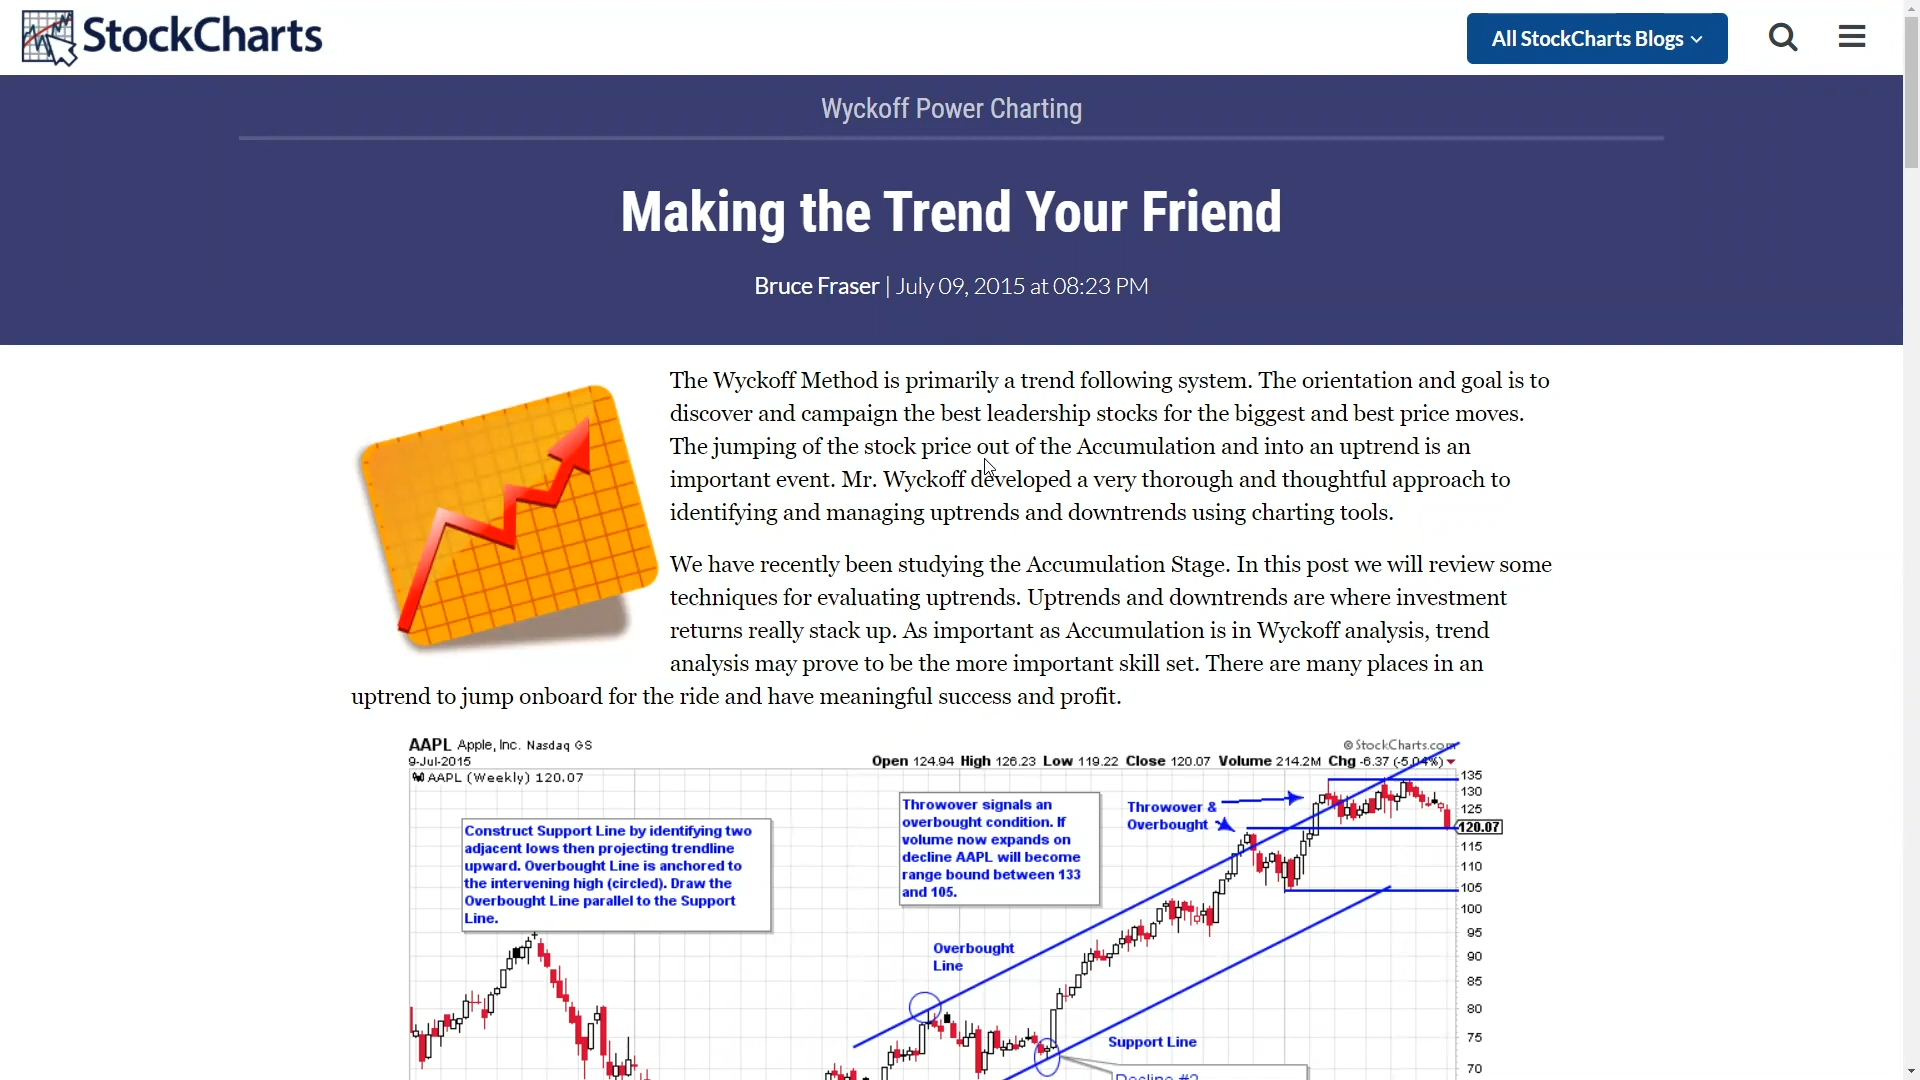 StockCharts
All StockCharts Blogs
Wyckoff Power Charting
Making the Trend Your Friend
Bruce Fraser | July 09, 2015 at 08:23 PM
The Wyckoff Method is primarily a trend following system. The orientation and goal is to
discover and campaign the best leadership stocks for the biggest and best price moves.
The jumping of the stock price out of the Accumulation and into an uptrend is an
important event. Mr. Wyckoff developed a very thorough and thoughtful approach to
identifying and managing uptrends and downtrends using charting tools.
We have recently been studying the Accumulation Stage. In this post we will review some
techniques for evaluating uptrends. Uptrends and downtrends are where investment
returns really stack up. As important as Accumulation is in Wyckoff analysis, trend
analysis may prove to be the more important skill set. There are many places in an
uptrend to jump onboard for the ride and have meaningful success and profit.
AAPL Apple, Inc. Nasdaq GS
© StockCharts.com
9-Jul-2015
Open 124.94 High 126.23 Low 119.22 Close 120.07 Volume 214.2M Chg -6.37 (-5.04%)
AAPL (Weekly) 120.07
Construct Support Line by identifying two
adjacent lows then projecting trendline
upward. Overbought Line is anchored to
the intervening high (circled). Draw the
Overbought Line parallel to the Support
Line.
Throwover signals an
overbought condition. If
volume now expands on
decline AAPL will become
range bound between 133
and 105.
Throwover &
Overbought
Overbought
Line
Support Line
Decline #2
135
130
125
120.07
115
110
105
100
95
90
85
80
75
70